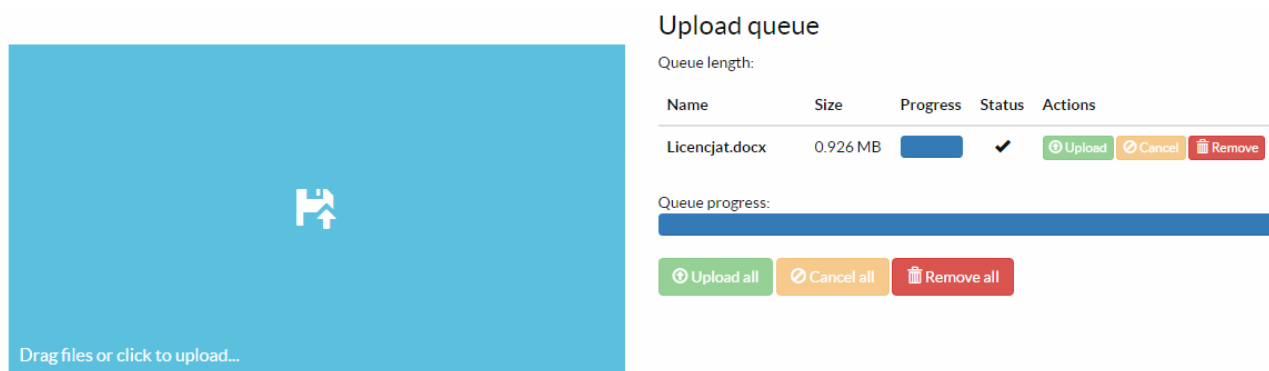 Upload queue
Queue length:
Name Size Progress Status Actions
Licencjat.docx 0.926 MB Upload Cancel Remove
Queue progress:
Upload all Cancel all Remove all
Drag files or click to upload...